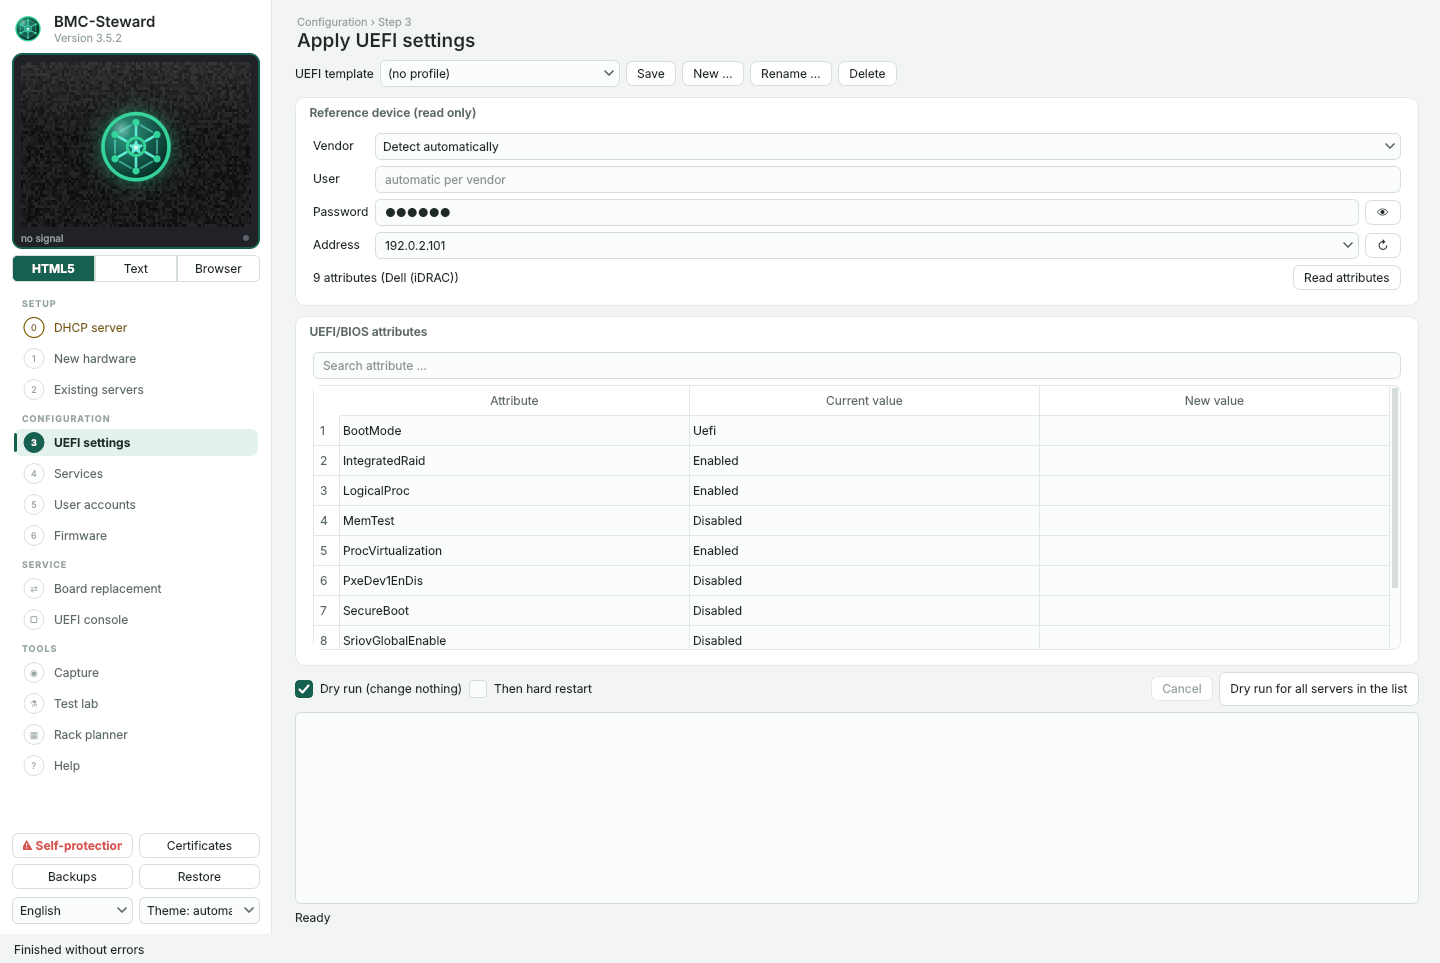 BMC-Steward
Version 3.5.2
no signal
HTML5
Text
Browser
SETUP
0 DHCP server
1 New hardware
2 Existing servers
CONFIGURATION
3 UEFI settings
4 Services
5 User accounts
6 Firmware
SERVICE
Board replacement
UEFI console
TOOLS
Capture
Test lab
Rack planner
? Help
Self-protection
Certificates
Backups
Restore
English
Theme: automa
Configuration › Step 3
Apply UEFI settings
UEFI template
(no profile)
Save
New ...
Rename ...
Delete
Reference device (read only)
Vendor
Detect automatically
User
automatic per vendor
Password
●●●●●●
Address
192.0.2.101
9 attributes (Dell (iDRAC))
Read attributes
UEFI/BIOS attributes
Search attribute ...
Attribute Current value New value
1 BootMode Uefi
2 IntegratedRaid Enabled
3 LogicalProc Enabled
4 MemTest Disabled
5 ProcVirtualization Enabled
6 PxeDev1EnDis Disabled
7 SecureBoot Disabled
8 SriovGlobalEnable Disabled
Dry run (change nothing)
Then hard restart
Cancel
Dry run for all servers in the list
Ready
Finished without errors